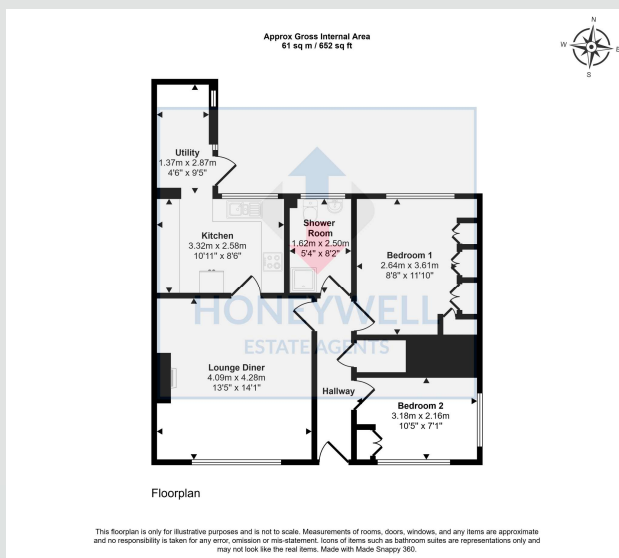 Approx Gross Internal Area
61 sq m / 652 sq ft
N
W
E
S
Utility
1.37m x 2.87m
4'6" x 9'5"
Kitchen
3.32m x 2.58m
10'11" x 8'6"
Shower
Room
1.62m x 2.50m
5'4" x 8'2"
Bedroom 1
2.64m x 3.61m
8'8" x 11'10"
HONEYWELL
ESTATE AGENTS
Lounge Diner
4.09m x 4.28m
13'5" x 14'1"
Hallway
Bedroom 2
3.18m x 2.16m
10'5" x 7'1"
Floorplan
This floorplan is only for illustrative purposes and is not to scale. Measurements of rooms, doors, windows, and any items are approximate
and no responsibility is taken for any error, omission or mis-statement. Icons of items such as bathroom suites are representations only and
may not look like the real items. Made with Made Snappy 360.